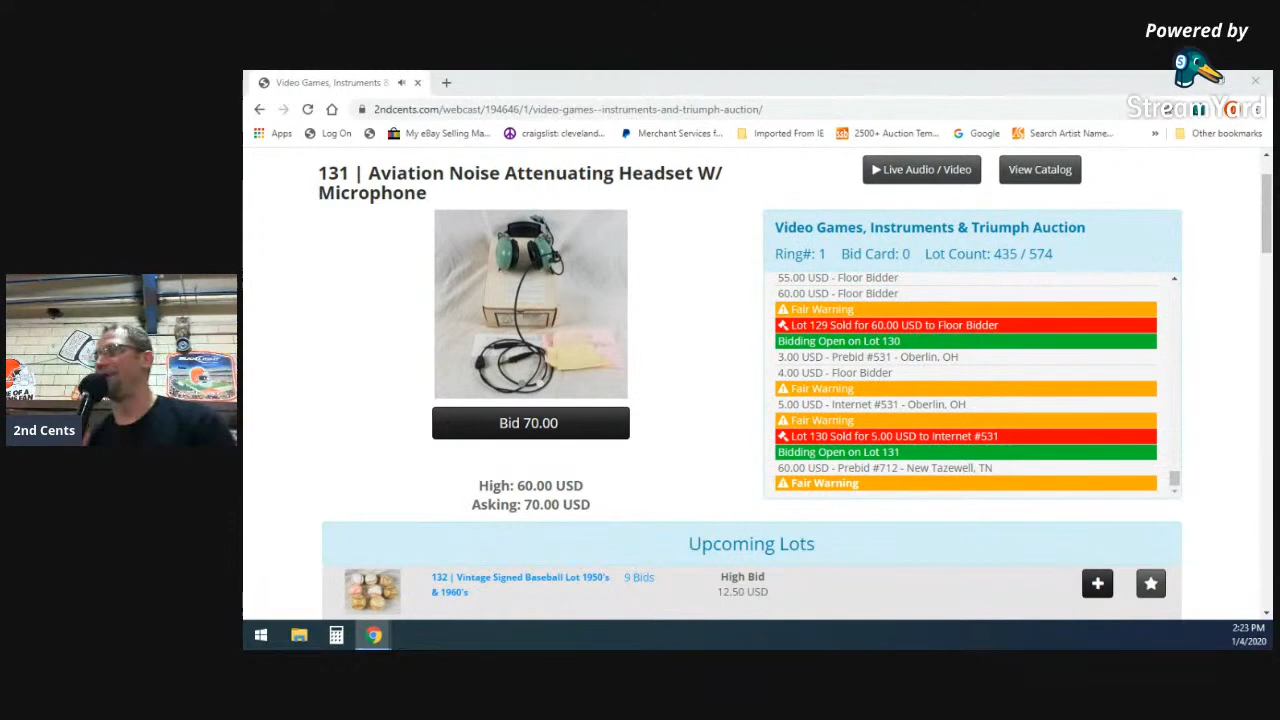 Powered by
StreamYard
Video Games, Instruments &
2ndcents.com/webcast/194646/1/video-games--instruments-and-triumph-auction/
Apps
Log On
My eBay Selling Ma...
craigslist: cleveland...
Merchant Services f...
Imported From IE
2500+ Auction Tem...
Google
Search Artist Name...
Other bookmarks
131 | Aviation Noise Attenuating Headset W/
Microphone
Live Audio / Video
View Catalog
Bid 70.00
High: 60.00 USD
Asking: 70.00 USD
Video Games, Instruments & Triumph Auction
Ring#: 1 Bid Card: 0 Lot Count: 435 / 574
55.00 USD - Floor Bidder
60.00 USD - Floor Bidder
Fair Warning
Lot 129 Sold for 60.00 USD to Floor Bidder
Bidding Open on Lot 130
3.00 USD - Prebid #531 - Oberlin, OH
4.00 USD - Floor Bidder
Fair Warning
5.00 USD - Internet #531 - Oberlin, OH
Fair Warning
Lot 130 Sold for 5.00 USD to Internet #531
Bidding Open on Lot 131
60.00 USD - Prebid #712 - New Tazewell, TN
Fair Warning
2nd Cents
Upcoming Lots
132 | Vintage Signed Baseball Lot 1950's
& 1960's
9 Bids
High Bid
12.50 USD
2:23 PM
1/4/2020